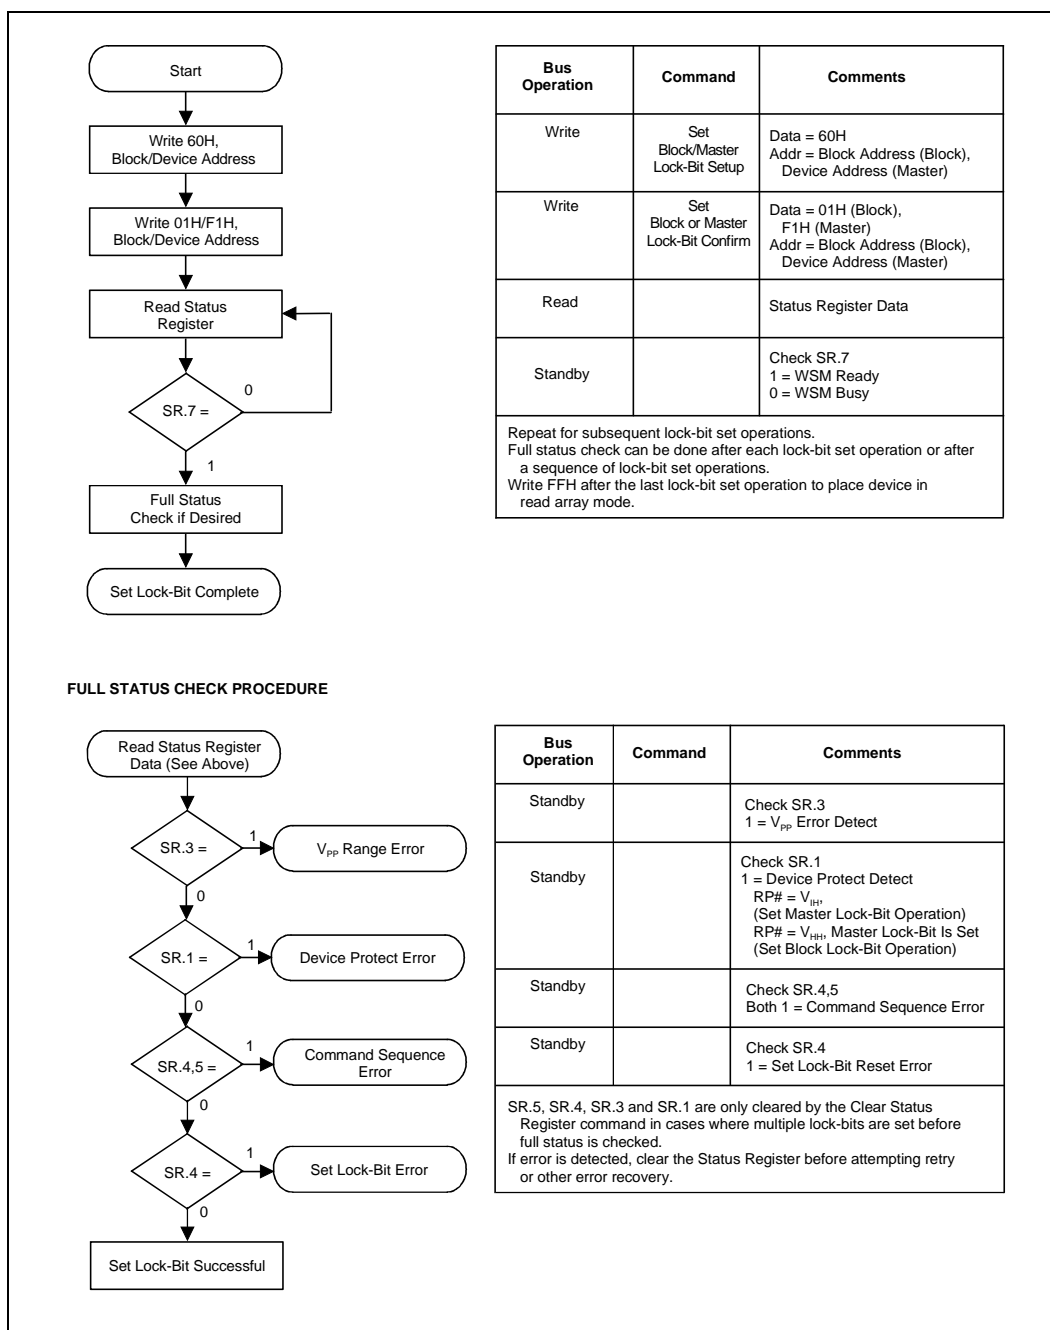 Start
Write 60H,
Block/Device Address
Write 01H/F1H,
Block/Device Address
Read Status
Register
0
SR.7 =
1
Full Status
Check if Desired
Set Lock-Bit Complete
Bus
Operation
Command
Comments
Write
Set
Block/Master
Lock-Bit Setup
Data = 60H
Addr = Block Address (Block),
Device Address (Master)
Write
Set
Block or Master
Lock-Bit Confirm
Data = 01H (Block),
F1H (Master)
Addr = Block Address (Block),
Device Address (Master)
Read
Status Register Data
Standby
Check SR.7
1 = WSM Ready
0 = WSM Busy
Repeat for subsequent lock-bit set operations.
Full status check can be done after each lock-bit set operation or after
a sequence of lock-bit set operations.
Write FFH after the last lock-bit set operation to place device in
read array mode.
FULL STATUS CHECK PROCEDURE
Read Status Register
Data (See Above)
SR.3 =
1
VPP Range Error
0
SR.1 =
1
Device Protect Error
0
SR.4,5 =
1
Command Sequence
Error
0
SR.4 =
1
Set Lock-Bit Error
0
Set Lock-Bit Successful
Bus
Operation
Command
Comments
Standby
Check SR.3
1 = VPP Error Detect
Standby
Check SR.1
1 = Device Protect Detect
RP# = VIH,
(Set Master Lock-Bit Operation)
RP# = VHH, Master Lock-Bit Is Set
(Set Block Lock-Bit Operation)
Standby
Check SR.4,5
Both 1 = Command Sequence Error
Standby
Check SR.4
1 = Set Lock-Bit Reset Error
SR.5, SR.4, SR.3 and SR.1 are only cleared by the Clear Status
Register command in cases where multiple lock-bits are set before
full status is checked.
If error is detected, clear the Status Register before attempting retry
or other error recovery.